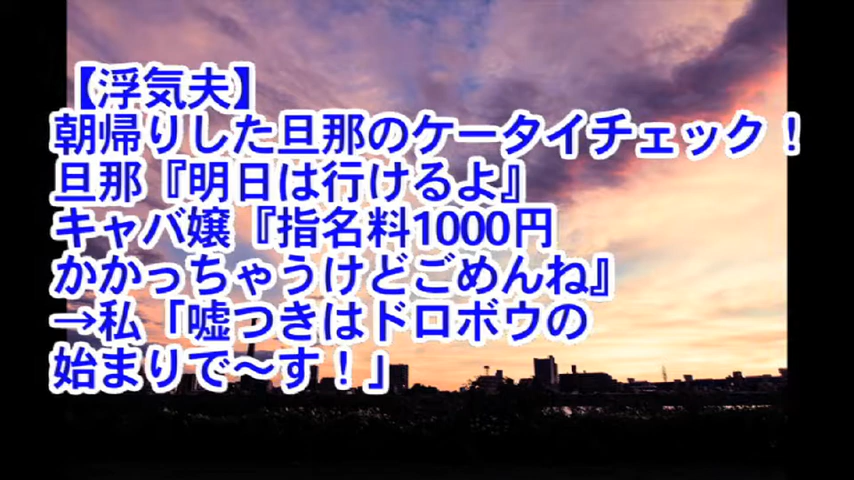 【浮気夫】
朝帰りした旦那のケータイチェック！
旦那『明日は行けるよ』
キャバ嬢『指名料1000円
かかっちゃうけどごめんね』
→私「嘘つきはドロボウの
始まりで〜す！」